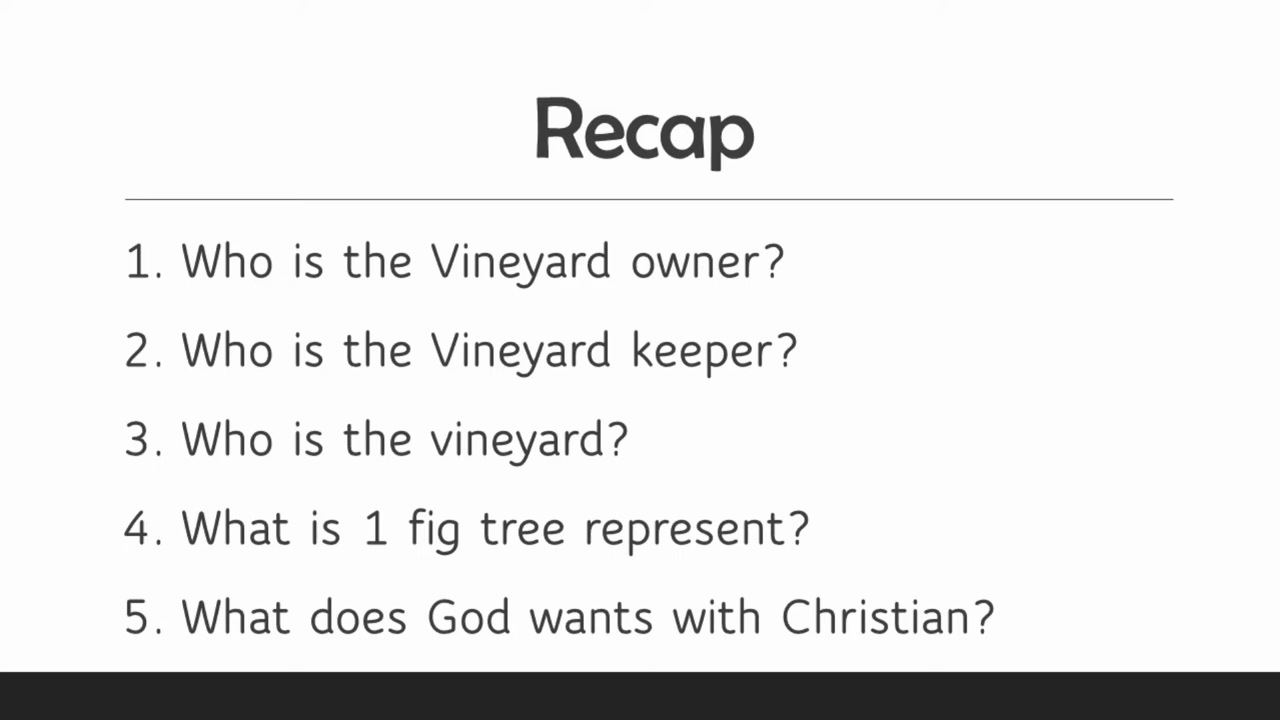 Recap
1. Who is the Vineyard owner?
2. Who is the Vineyard keeper?
3. Who is the vineyard?
4. What is 1 fig tree represent?
5. What does God wants with Christian?